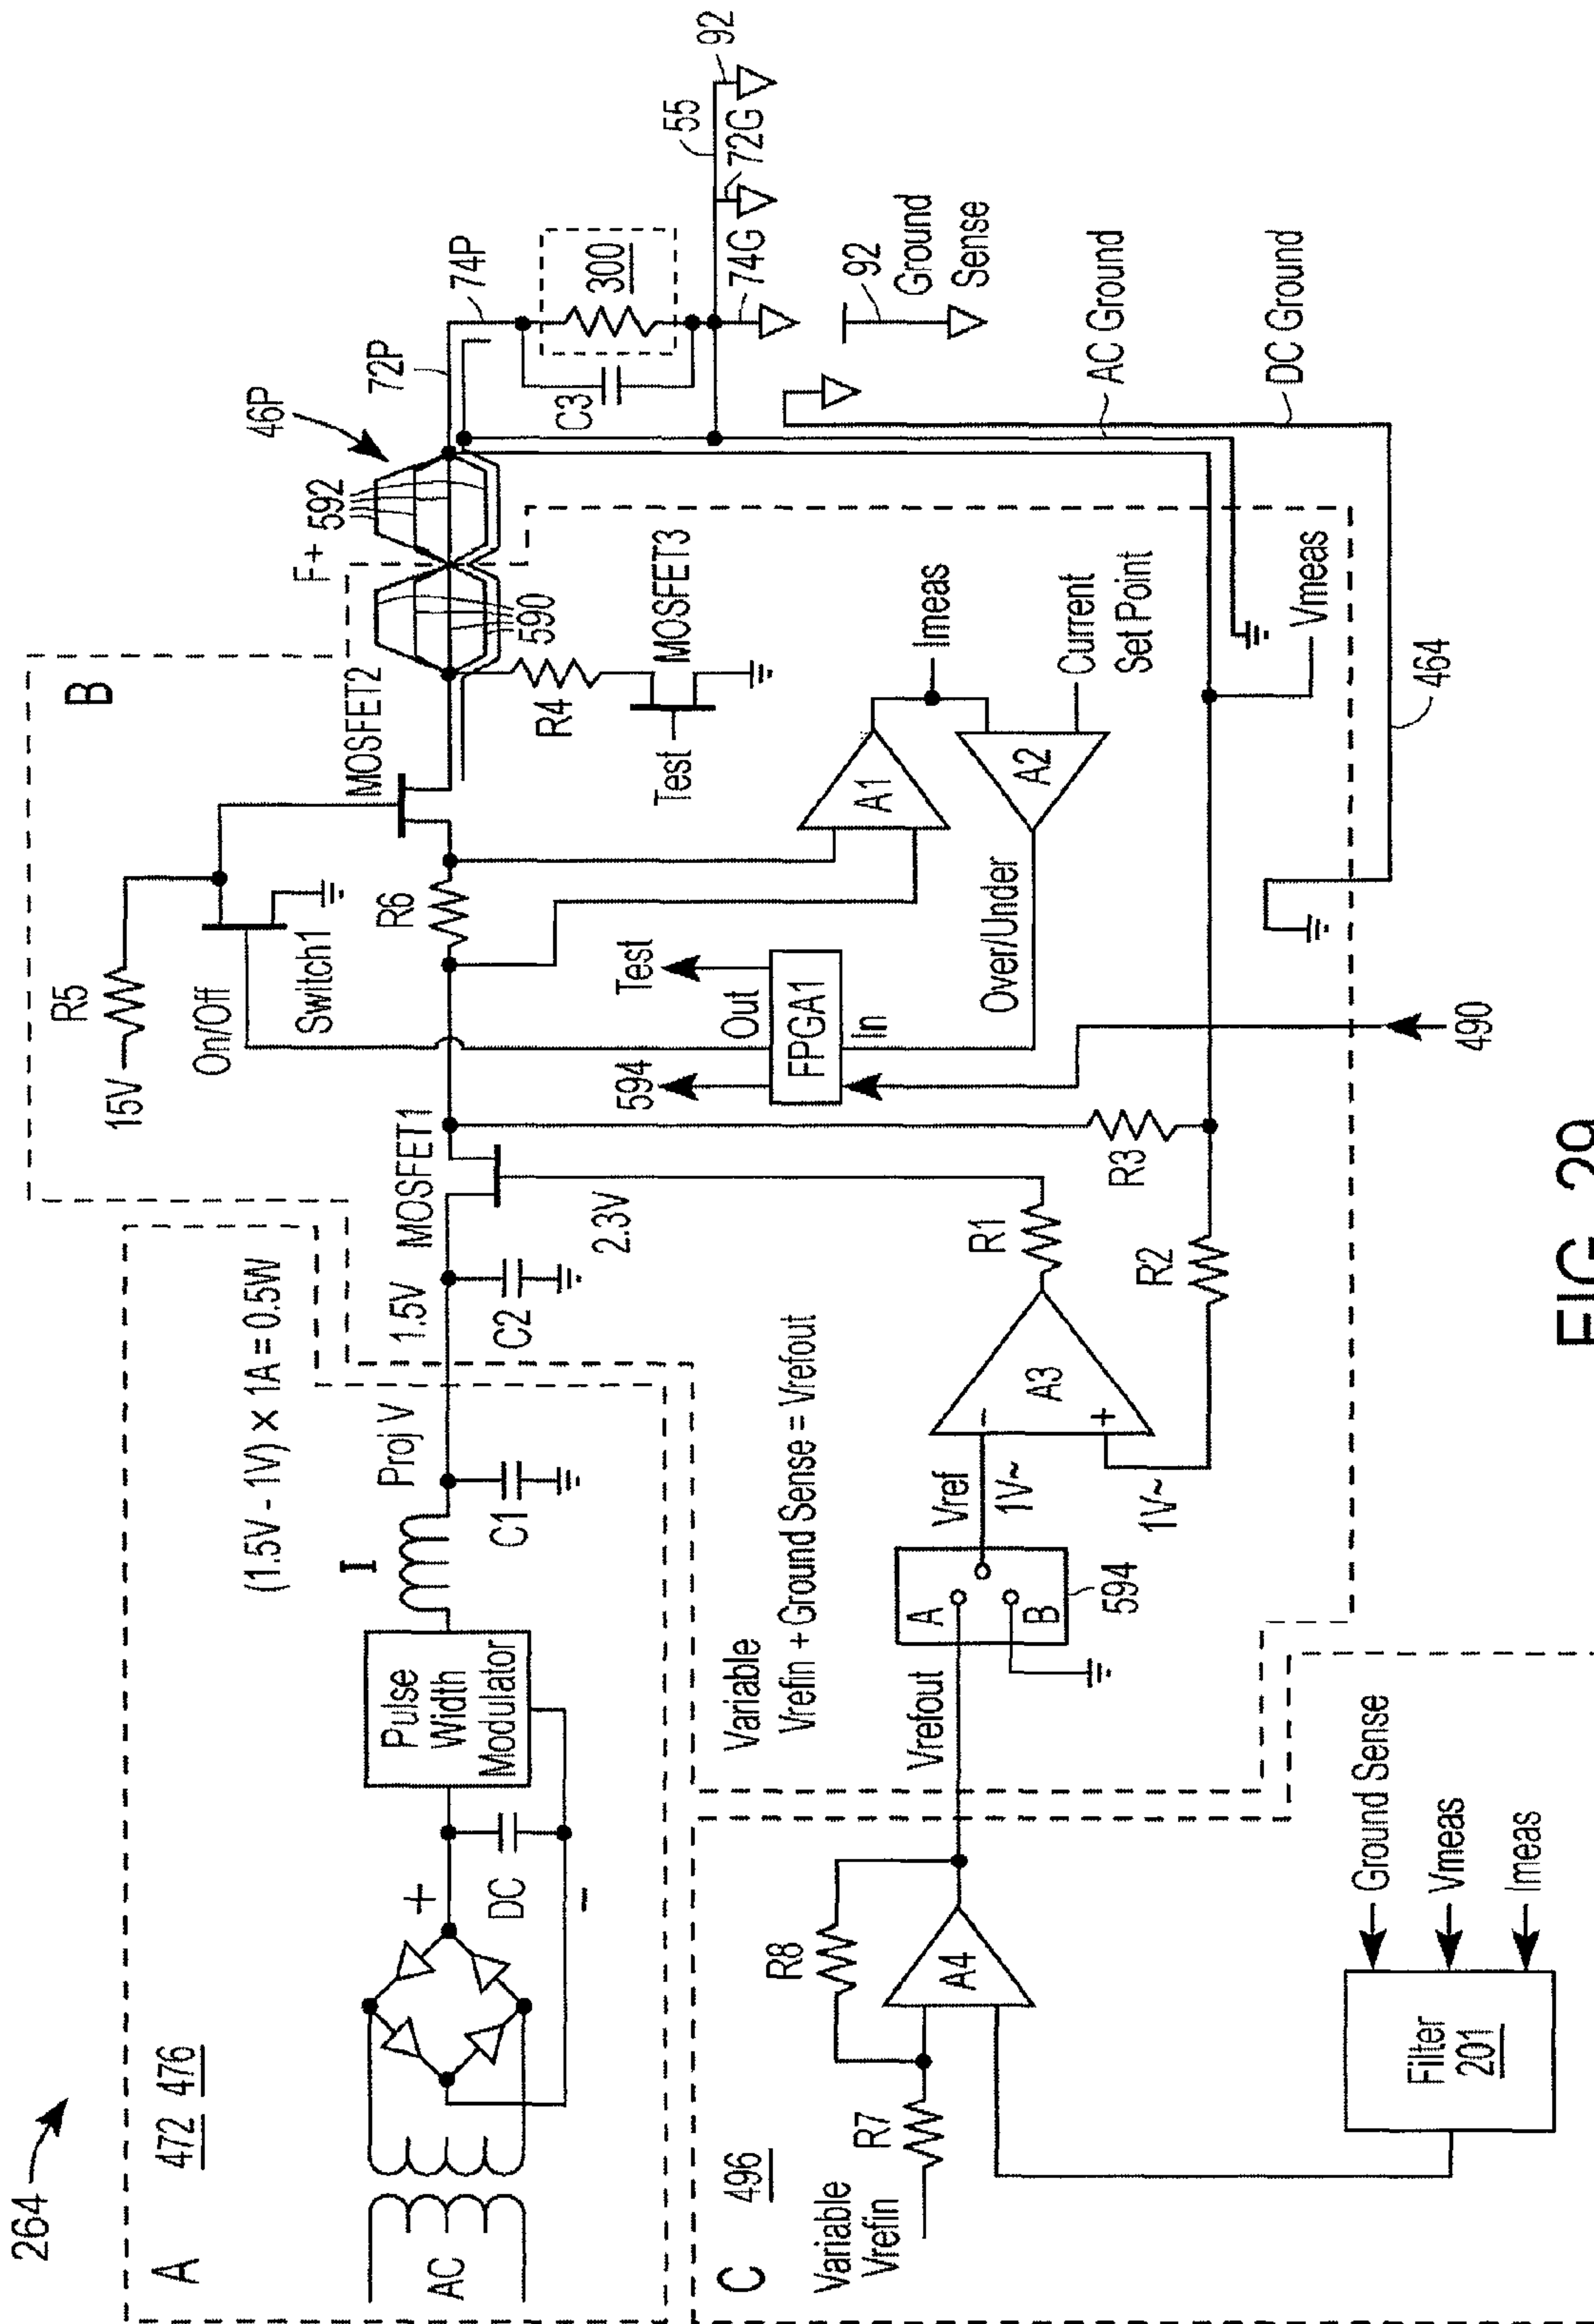 264
A
472 476
AC
+
DC
-
Pulse
Width
Modulator
I
(1.5V - 1V) × 1A = 0.5W
Proj V
C1
1.5V
C2
MOSFET1
2.3V
B
15V
R5
On/Off
Switch1
R6
MOSFET2
F+
590
592
46P
72P
74P
300
C3
55
92
72G
74G
92
Ground
Sense
AC Ground
DC Ground
R4
MOSFET3
Test
Imeas
A1
A2
Current
Set Point
Over/Under
Test
594
Out
FPGA1
In
Vmeas
464
490
R3
R1
R2
A3
-
+
Vref
1V~
1V~
A
B
594
Variable
Vrefin + Ground Sense = Vrefout
Vrefout
C
496
Variable
Vrefin
R7
R8
A4
Filter
201
Ground Sense
Vmeas
Imeas
FIG. 29